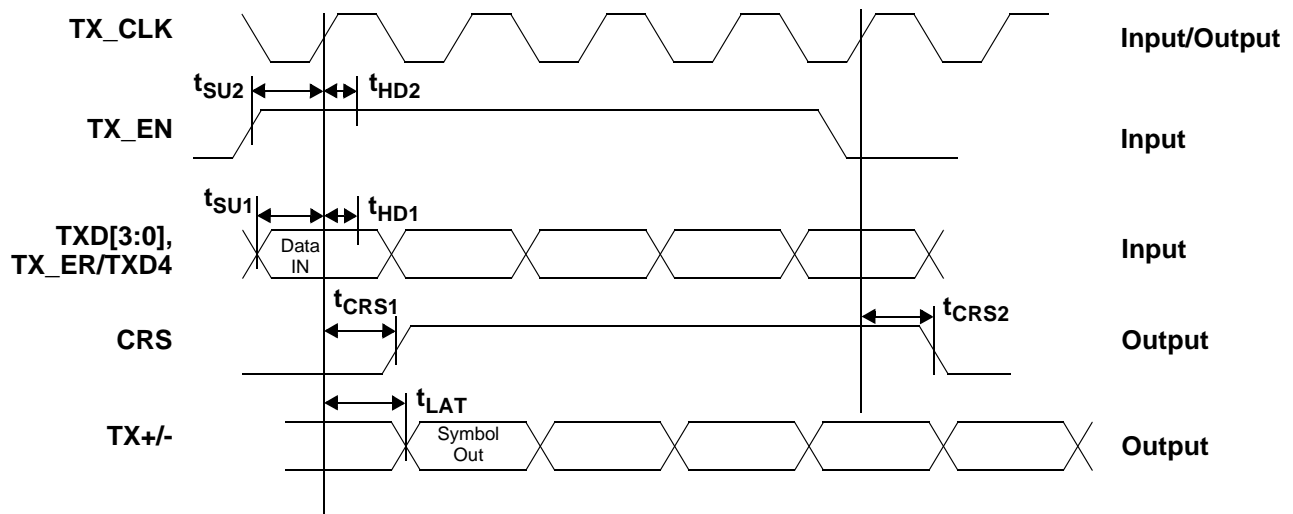 TX_CLK
Input/Output
tSU2
tHD2
TX_EN
Input
tSU1
tHD1
TXD[3:0],
TX_ER/TXD4
Data
IN
Input
tCRS1
tCRS2
CRS
Output
tLAT
TX+/-
Symbol
Out
Output